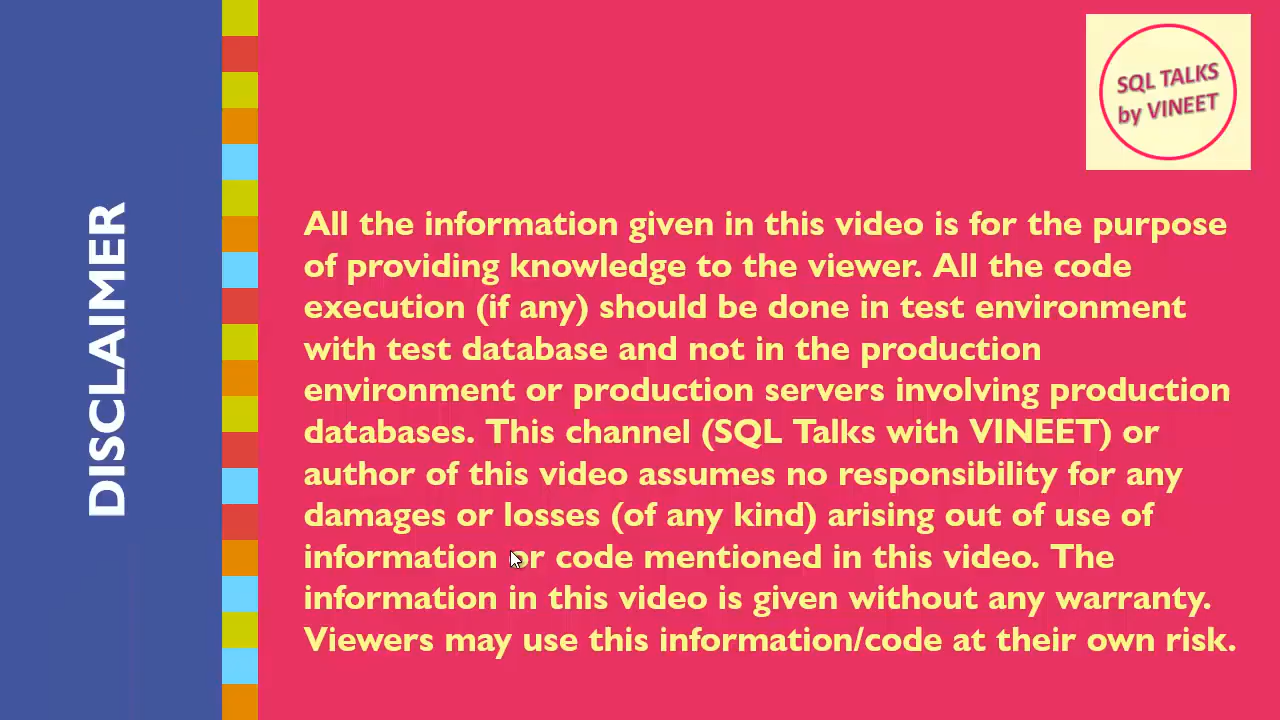 SQL TALKS
by VINEET
DISCLAIMER
All the information given in this video is for the purpose
of providing knowledge to the viewer. All the code
execution (if any) should be done in test environment
with test database and not in the production
environment or production servers involving production
databases. This channel (SQL Talks with VINEET) or
author of this video assumes no responsibility for any
damages or losses (of any kind) arising out of use of
information or code mentioned in this video. The
information in this video is given without any warranty.
Viewers may use this information/code at their own risk.